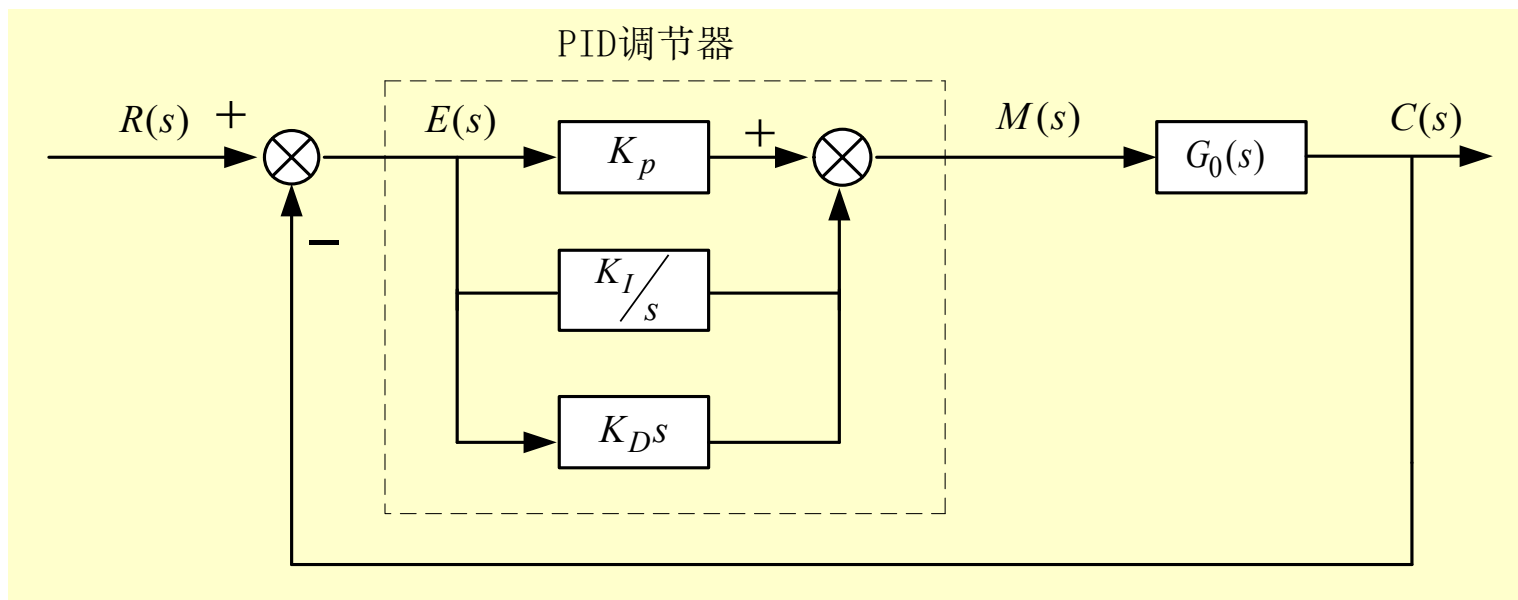 PID调节器
R(s) + E(s) K_p + M(s) G_0(s) C(s)
−
K_I/s
K_D s